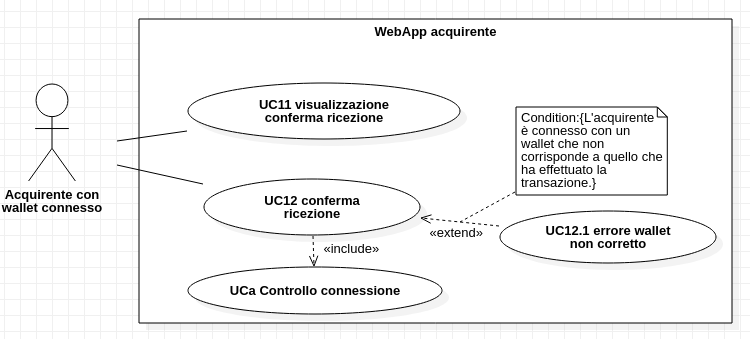 WebApp acquirente
UC11 visualizzazione
conferma ricezione
Condition:{L'acquirente
è connesso con un
wallet che non
corrisponde a quello che
ha effettuato la
transazione.}
Acquirente con
wallet connesso
UC12 conferma
ricezione
«extend»
UC12.1 errore wallet
non corretto
«include»
UCa Controllo connessione